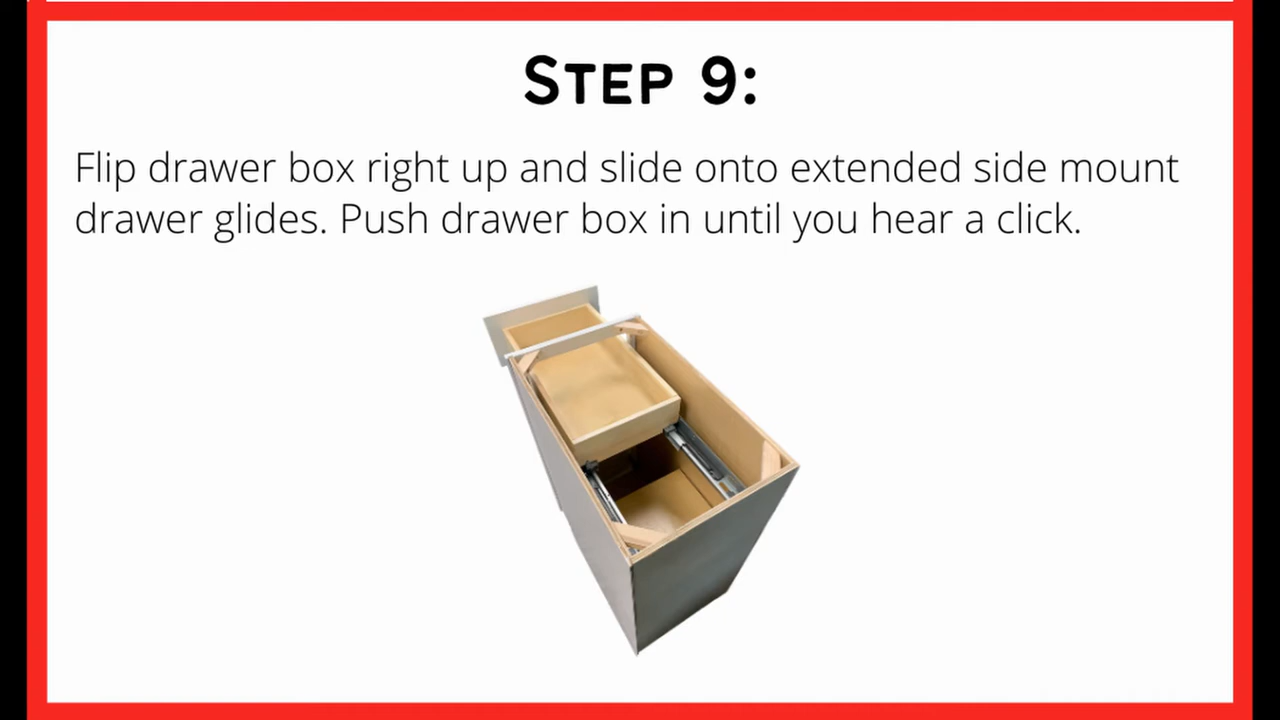 STEP 9:
Flip drawer box right up and slide onto extended side mount
drawer glides. Push drawer box in until you hear a click.